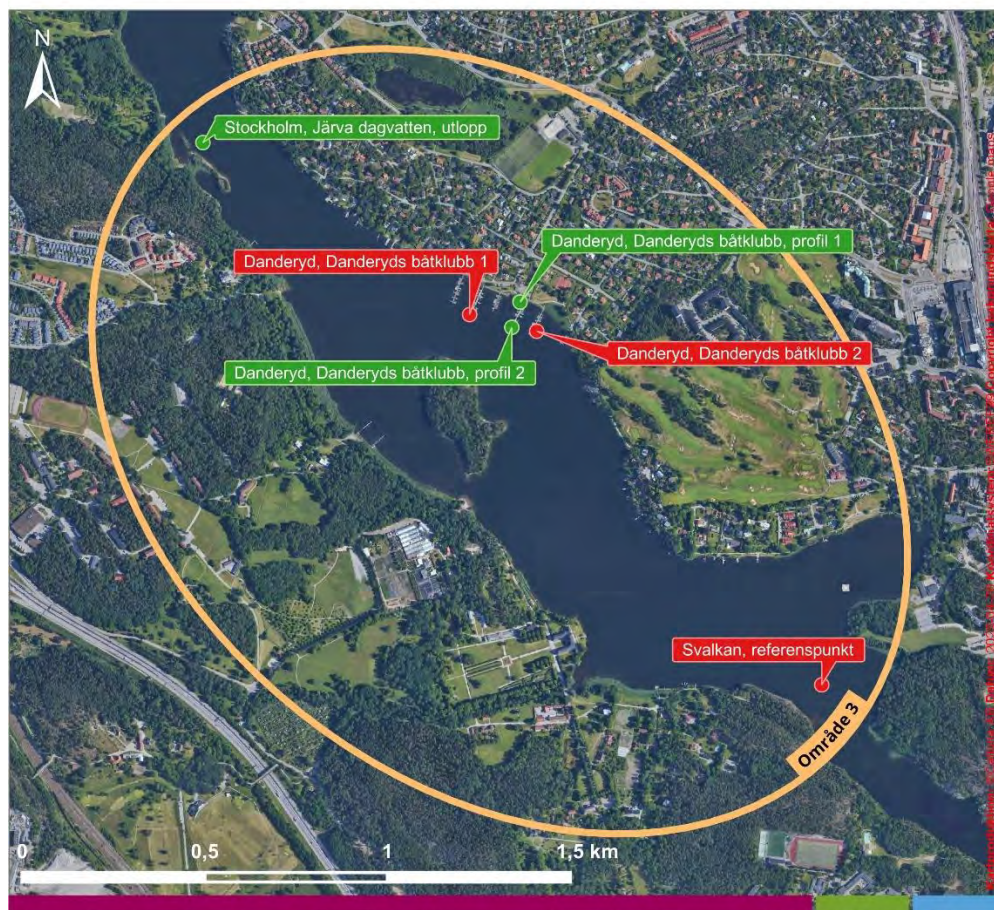 N
Stockholm, Järva dagvatten, utlopp
Danderyd, Danderyds båtklubb, profil 1
Danderyd, Danderyds båtklubb 1
Danderyd, Danderyds båtklubb 2
Danderyd, Danderyds båtklubb, profil 2
Svalkan, referenspunkt
Område 3
0 0,5 1 1,5 km